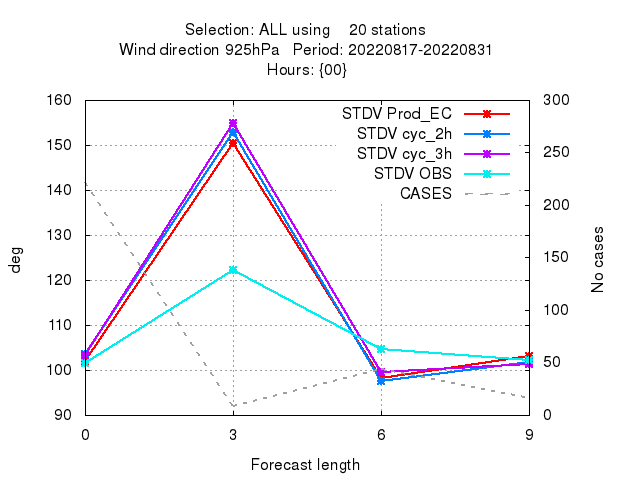 Selection: ALL using    20 stations
Wind direction 925hPa   Period: 20220817-20220831
Hours: {00}
160
150
140
130
120
110
100
90
deg
300
250
200
150
100
50
0
No cases
STDV Prod_EC
STDV cyc_2h
STDV cyc_3h
STDV OBS
CASES
0 3 6 9
Forecast length